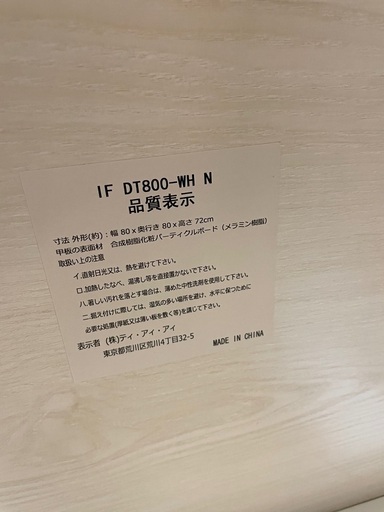 IF DT800-WH N
品質表示
寸法 外形(約)：幅 80 x 奥行き 80 x 高さ 72cm
甲板の表面材　合成樹脂化粧パーティクルボード（メラミン樹脂）
取扱い上の注意
イ.直射日光又は、熱を避けて下さい。
ロ.加熱したなべ、湯沸し等を直接置かないで下さい。
ハ.著しい汚れを落とす場合は、薄めた中性洗剤を使用して下さい。
ニ.据え付けに際しては、湿気の多い場所を避け、水平に保つために
必要な処置(厚紙又は薄い板を敷く等)を講じて下さい。
表示者　(株)ティ・アイ・アイ
東京都荒川区荒川4丁目32-5　MADE IN CHINA